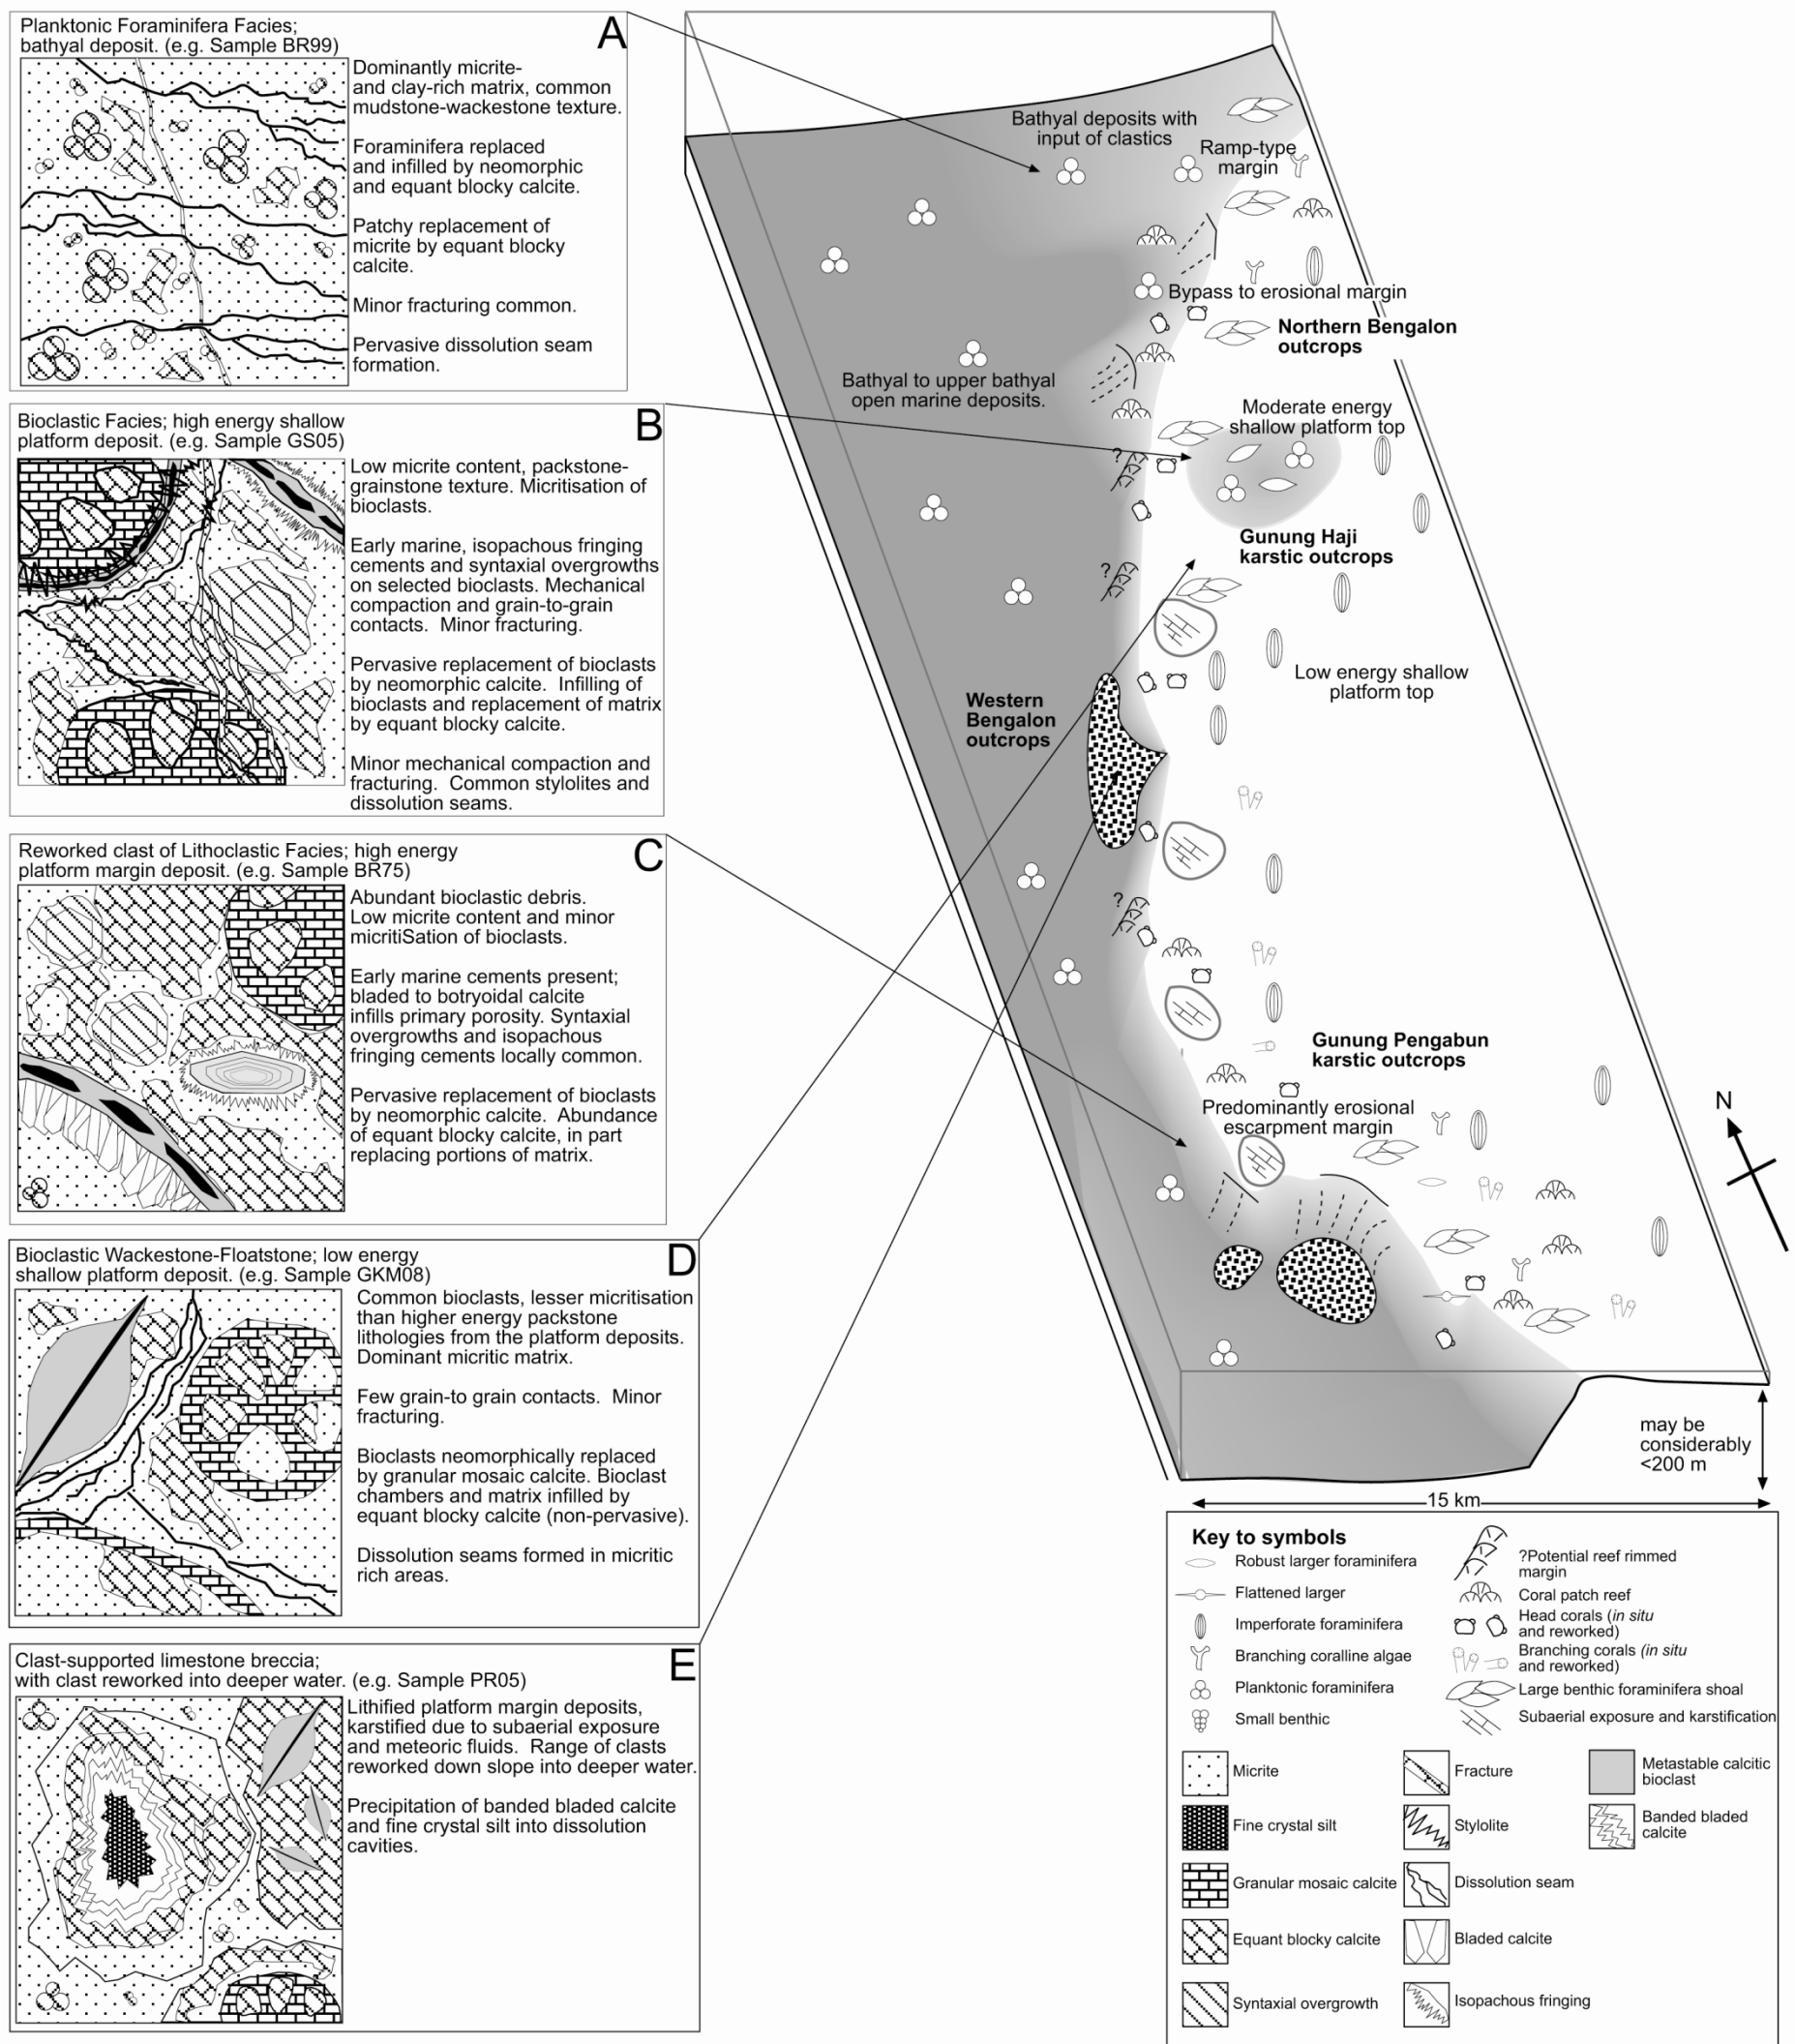 Planktonic Foraminifera Facies;
bathyal deposit. (e.g. Sample BR99)
A
Dominantly micrite-
and clay-rich matrix, common
mudstone-wackestone texture.
Foraminifera replaced
and infilled by neomorphic
and equant blocky calcite.
Patchy replacement of
micrite by equant blocky
calcite.
Minor fracturing common.
Pervasive dissolution seam
formation.
Bioclastic Facies; high energy shallow
platform deposit. (e.g. Sample GS05)
B
Low micrite content, packstone-
grainstone texture. Micritisation of
bioclasts.
Early marine, isopachous fringing
cements and syntaxial overgrowths
on selected bioclasts. Mechanical
compaction and grain-to-grain
contacts. Minor fracturing.
Pervasive replacement of bioclasts
by neomorphic calcite. Infilling of
bioclasts and replacement of matrix
by equant blocky calcite.
Minor mechanical compaction and
fracturing. Common stylolites and
dissolution seams.
Reworked clast of Lithoclastic Facies; high energy
platform margin deposit. (e.g. Sample BR75)
C
Abundant bioclastic debris.
Low micrite content and minor
micritiSation of bioclasts.
Early marine cements present;
bladed to botryoidal calcite
infills primary porosity. Syntaxial
overgrowths and isopachous
fringing cements locally common.
Pervasive replacement of bioclasts
by neomorphic calcite. Abundance
of equant blocky calcite, in part
replacing portions of matrix.
Bioclastic Wackestone-Floatstone; low energy
shallow platform deposit. (e.g. Sample GKM08)
D
Common bioclasts, lesser micritisation
than higher energy packstone
lithologies from the platform deposits.
Dominant micritic matrix.
Few grain-to grain contacts. Minor
fracturing.
Bioclasts neomorphically replaced
by granular mosaic calcite. Bioclast
chambers and matrix infilled by
equant blocky calcite (non-pervasive).
Dissolution seams formed in micritic
rich areas.
Clast-supported limestone breccia;
with clast reworked into deeper water. (e.g. Sample PR05)
E
Lithified platform margin deposits,
karstified due to subaerial exposure
and meteoric fluids. Range of clasts
reworked down slope into deeper water.
Precipitation of banded bladed calcite
and fine crystal silt into dissolution
cavities.
Bathyal deposits with
input of clastics
Ramp-type
margin
Bypass to erosional margin
Northern Bengalon
outcrops
Bathyal to upper bathyal
open marine deposits.
Moderate energy
shallow platform top
?
Gunung Haji
karstic outcrops
?
Western
Bengalon
outcrops
Low energy shallow
platform top
?
Gunung Pengabun
karstic outcrops
Predominantly erosional
escarpment margin
N
may be
considerably
<200 m
15 km
Key to symbols
Robust larger foraminifera
Flattened larger
Imperforate foraminifera
Branching coralline algae
Planktonic foraminifera
Small benthic
?Potential reef rimmed
margin
Coral patch reef
Head corals (in situ
and reworked)
Branching corals (in situ
and reworked)
Large benthic foraminifera shoal
Subaerial exposure and karstification
Micrite
Fine crystal silt
Granular mosaic calcite
Equant blocky calcite
Syntaxial overgrowth
Fracture
Stylolite
Dissolution seam
Bladed calcite
Isopachous fringing
Metastable calcitic
bioclast
Banded bladed
calcite